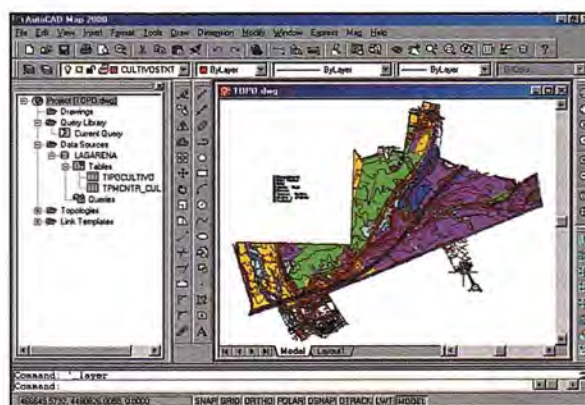 AutoCAD Map 2000
File Edit View Insert Format Tools Draw Dimension Modify Window Express Map Help
CULTIVOSTXT ByLayer ByLayer ByLayer
Project [TOPO.dwg]
Drawings
Query Library
Current Query
Data Sources
LAGARENA
Tables
TIPOCULTIVO
TPMCNTR_CUL
Queries
Topologies
Link Templates
TOPO.dwg
Model Layout1
Command: '_layer
Command:
SNAP GRID ORTHO POLAR OSNAP OTRACK LWT MODEL